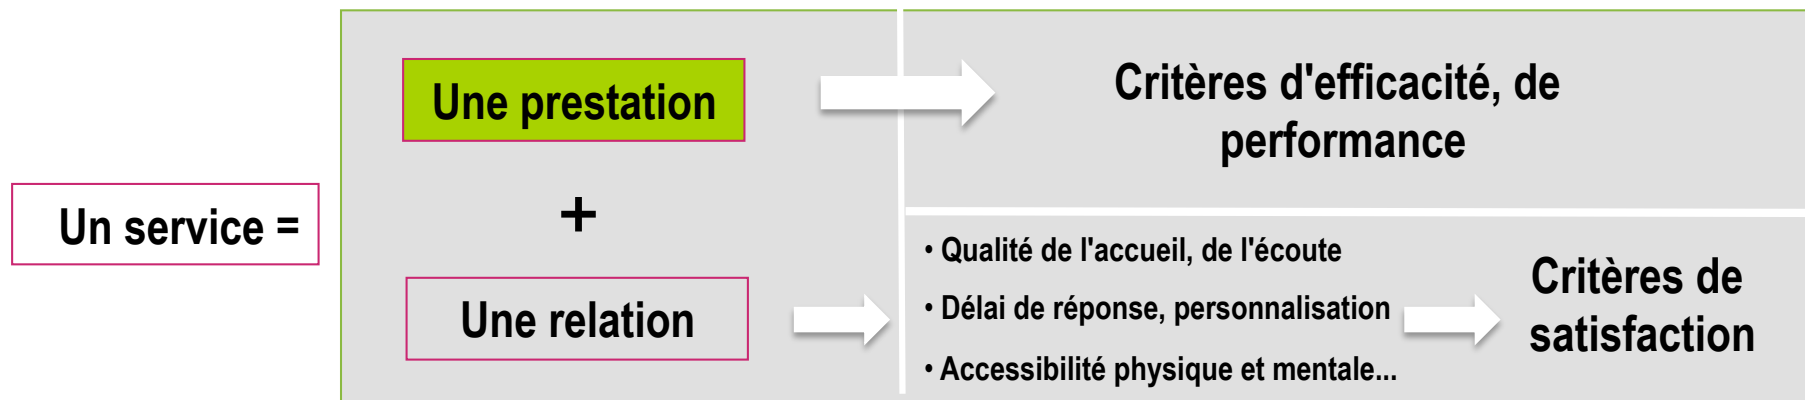 Un service =
Une prestation
+
Une relation
Critères d'efficacité, de
performance
• Qualité de l'accueil, de l'écoute
• Délai de réponse, personnalisation
• Accessibilité physique et mentale...
Critères de
satisfaction